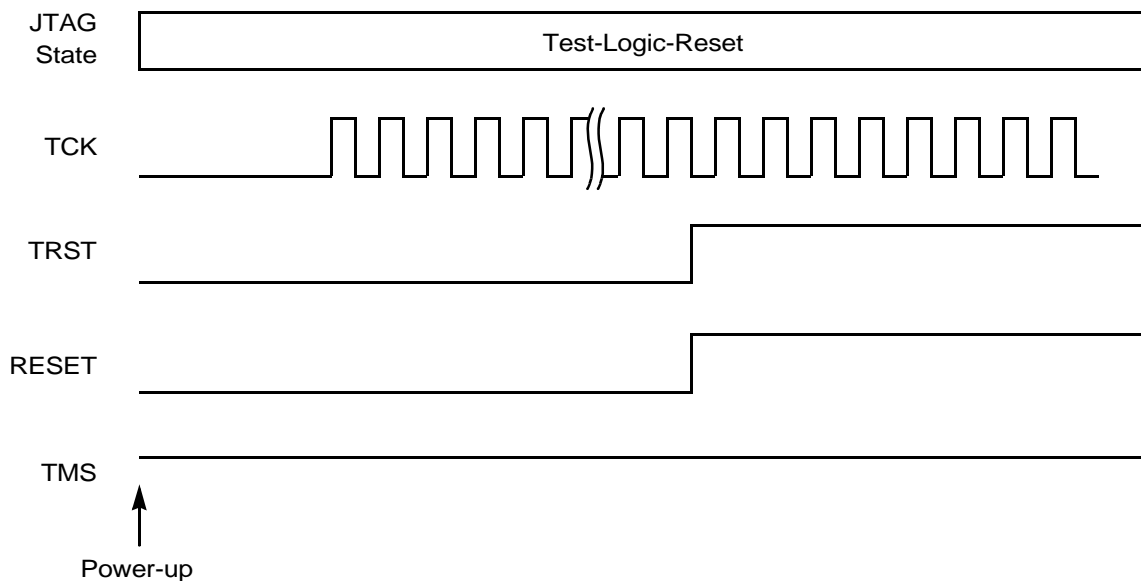 JTAG
State
Test-Logic-Reset
TCK
TRST
RESET
TMS
Power-up